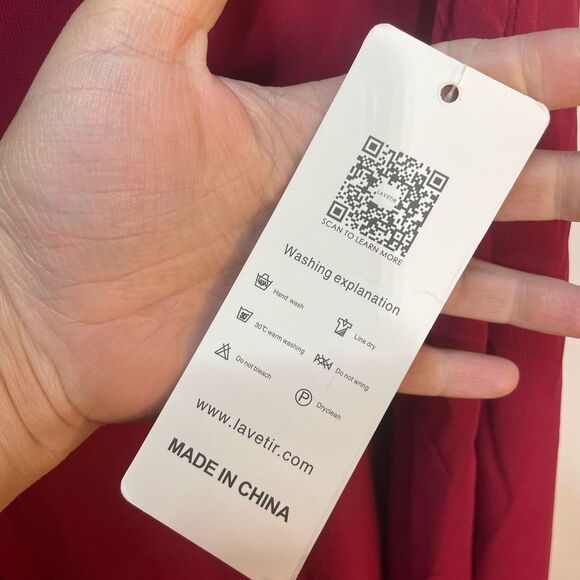 LAVETIR
SCAN TO LEARN MORE
Washing explanation
Hand wash
Line dry
30℃ warm washing
Do not wring
Do not bleach
P
Dryclean
www.lavetir.com
MADE IN CHINA